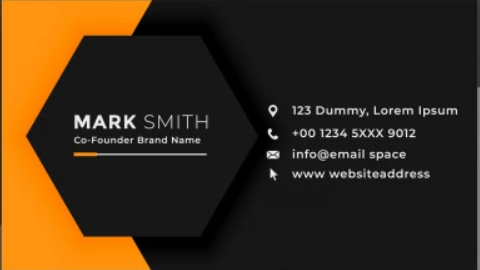 MARK SMITH
Co-Founder Brand Name
123 Dummy, Lorem Ipsum
+00 1234 5XXX 9012
info@email space
www websiteaddress